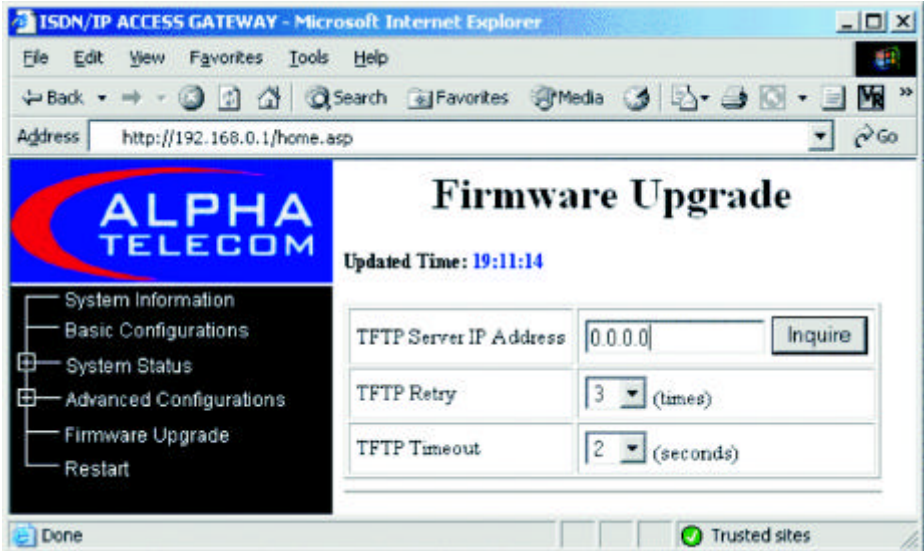 ISDN/IP ACCESS GATEWAY - Microsoft Internet Explorer
File Edit View Favorites Tools Help
Back Search Favorites Media
Address http://192.168.0.1/home.asp Go
ALPHA
TELECOM
System Information
Basic Configurations
System Status
Advanced Configurations
Firmware Upgrade
Restart
Firmware Upgrade
Updated Time: 19:11:14
TFTP Server IP Address 0.0.0.0 Inquire
TFTP Retry 3 (times)
TFTP Timeout 2 (seconds)
Done Trusted sites